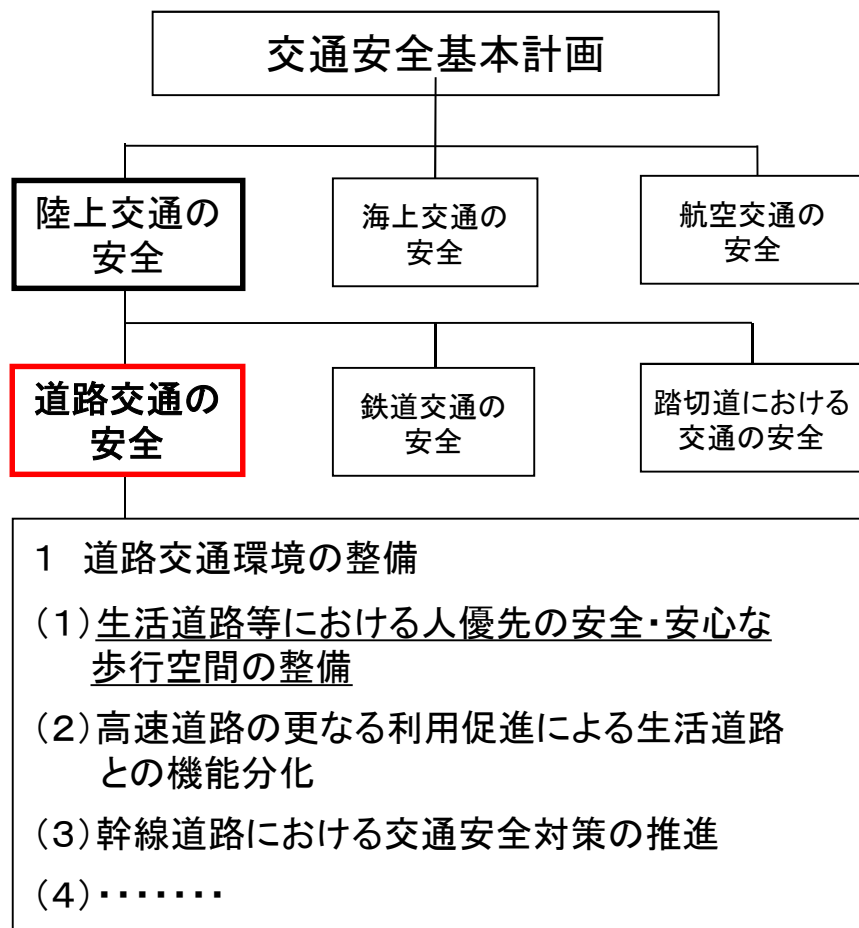 交通安全基本計画
陸上交通の
安全
海上交通の
安全
航空交通の
安全
道路交通の
安全
鉄道交通の
安全
踏切道における
交通の安全
１　道路交通環境の整備
（１）生活道路等における人優先の安全・安心な
歩行空間の整備
（２）高速道路の更なる利用促進による生活道路
との機能分化
（３）幹線道路における交通安全対策の推進
（４）・・・・・・・